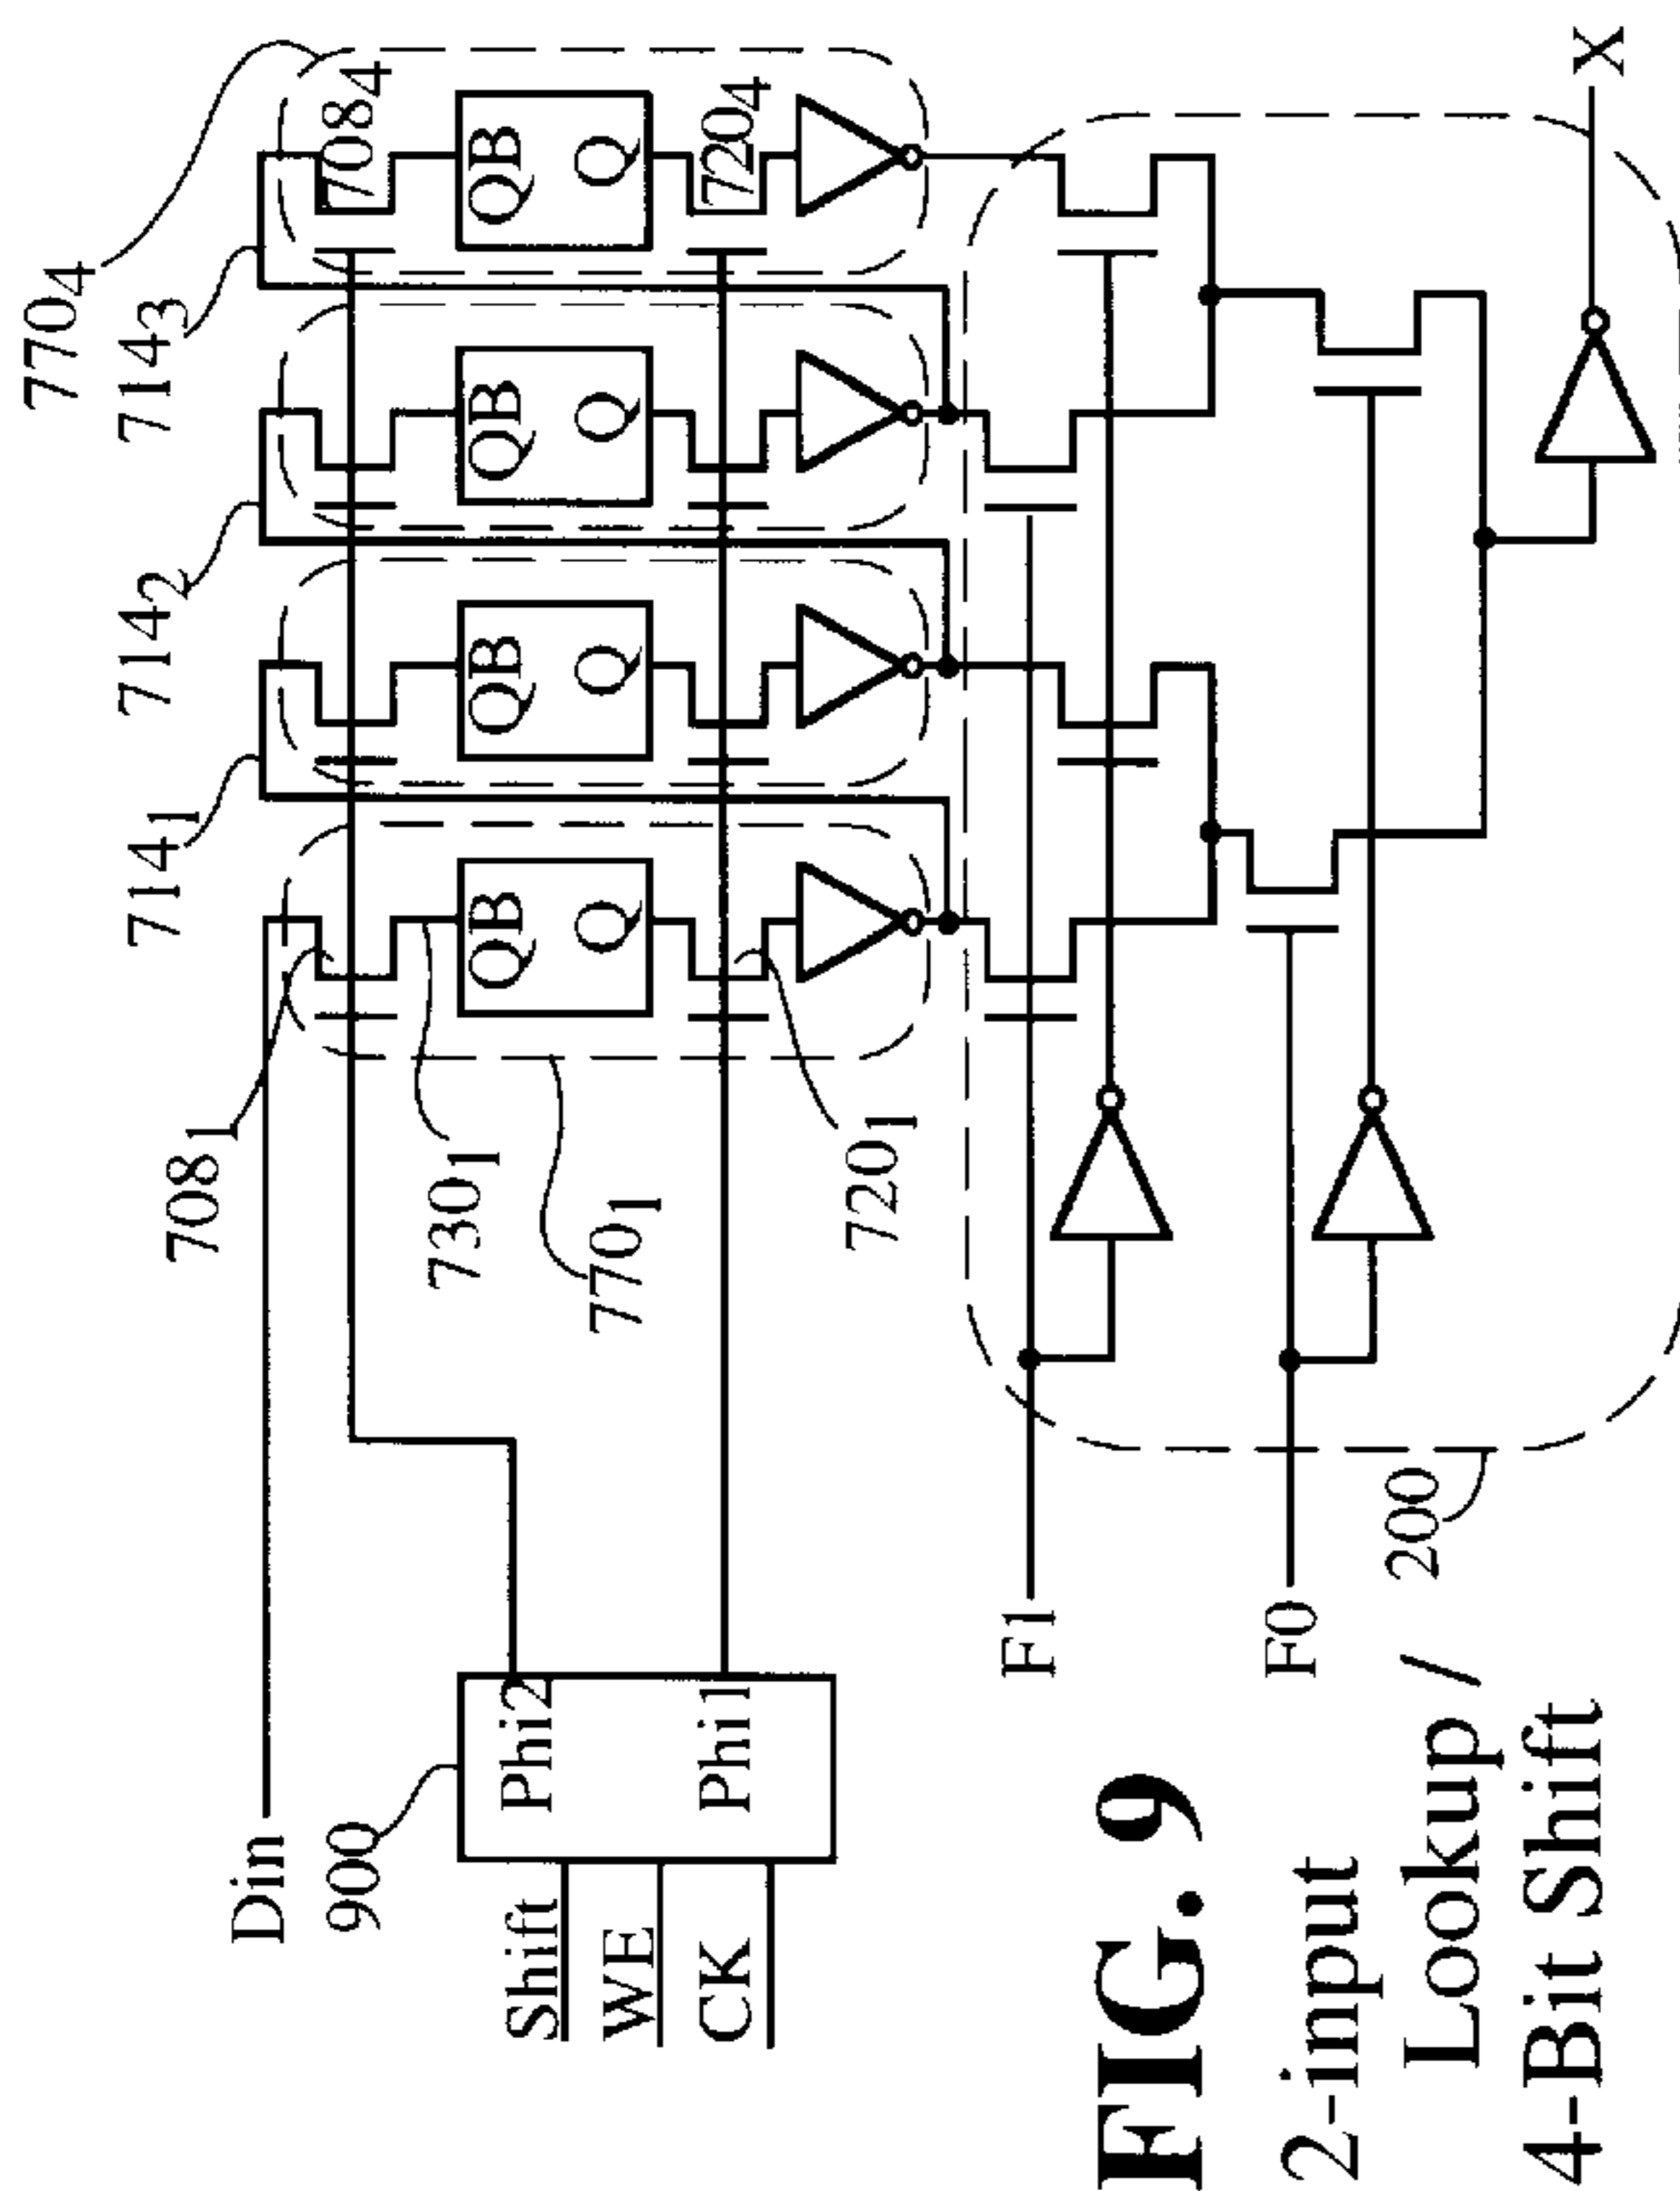 770₄
714₃
714₂
714₁
708₁
708₄
730₁
770₁
720₁
720₄
QB
Q
QB
Q
QB
Q
QB
Q
Din
900
Phi2
Phi1
Shift
WE
CK
F1
F0
200
X
FIG. 9
2-input
Lookup /
4-Bit Shift